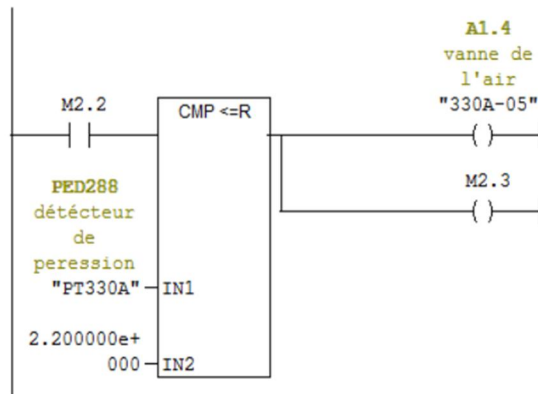 A1.4
vanne de
l'air
"330A-05"
M2.2
CMP <=R
M2.3
PED288
détécteur
de
peression
"PT330A"
IN1
2.200000e+
000
IN2